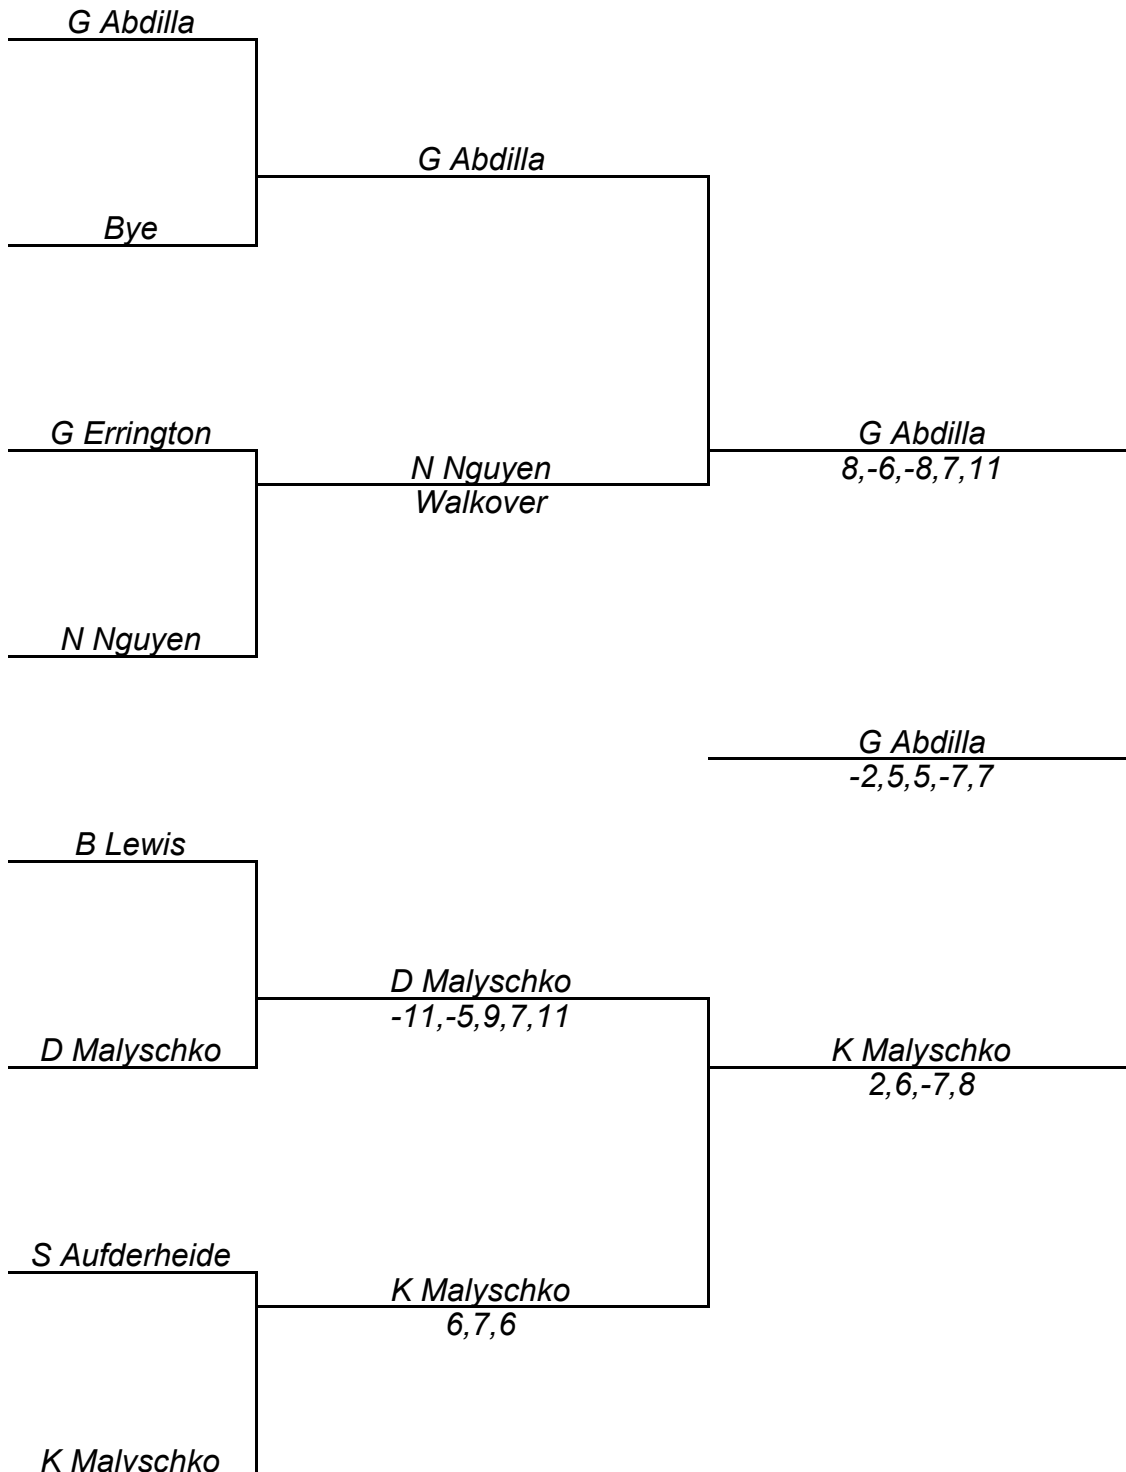 G Abdilla
G Abdilla
Bye
G Errington
G Abdilla
8,-6,-8,7,11
N Nguyen
Walkover
N Nguyen
G Abdilla
-2,5,5,-7,7
B Lewis
D Malyschko
-11,-5,9,7,11
D Malyschko
K Malyschko
2,6,-7,8
S Aufderheide
K Malyschko
6,7,6
K Malyschko